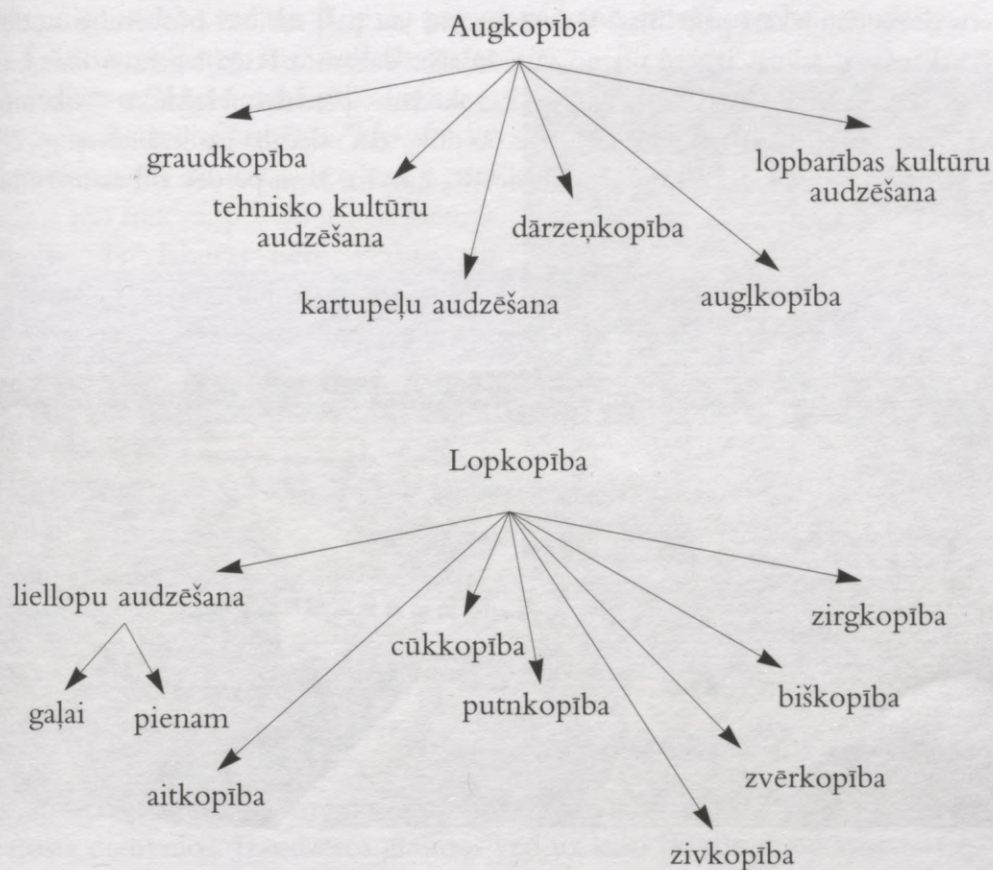 Augkopība
graudkopība
tehnisko kultūru
audzēšana
kartupeļu audzēšana
dārzeņkopība
augļkopība
lopbarības kultūru
audzēšana
Lopkopība
liellopu audzēšana
gaļai
pienam
aitkopība
cūkkopība
putnkopība
zivkopība
zvērkopība
biškopība
zirgkopība